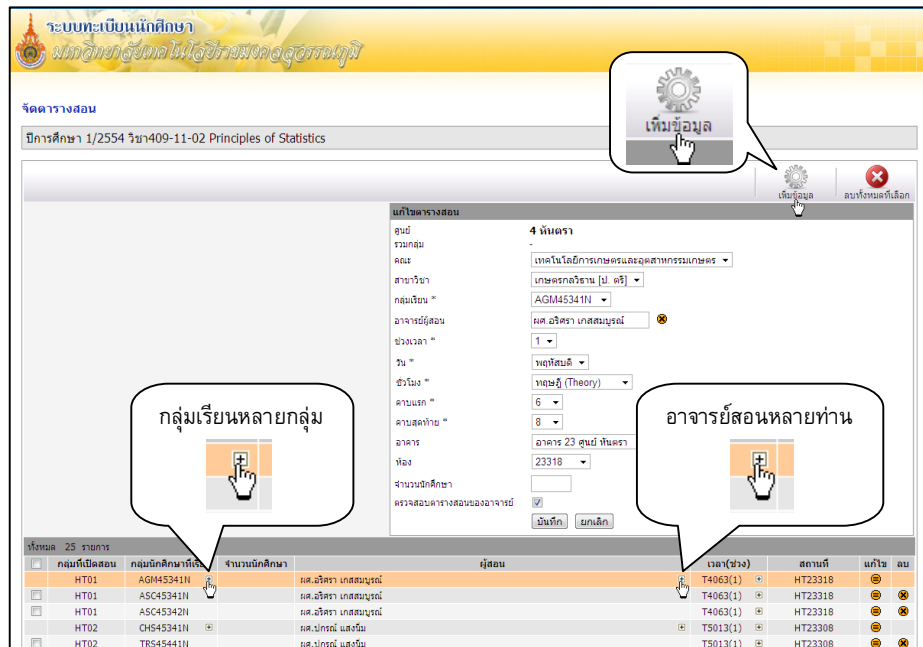 ระบบทะเบียนนักศึกษา
มหาวิทยาลัยเทคโนโลยีราชมงคลสุวรรณภูมิ
จัดตารางสอน
เพิ่มข้อมูล
ปีการศึกษา 1/2554 วิชา409-11-02 Principles of Statistics
เพิ่มข้อมูล ลบทั้งหมดที่เลือก
แก้ไขตารางสอน
ศูนย์ 4 หันตรา
รวมกลุ่ม -
คณะ เทคโนโลยีการเกษตรและอุตสาหกรรมเกษตร
สาขาวิชา เกษตรกลวิธาน [ป. ตรี]
กลุ่มเรียน * AGM45341N
อาจารย์ผู้สอน ผศ.อริศรา เกสสมบูรณ์
ช่วงเวลา * 1
วัน * พฤหัสบดี
ชั่วโมง * ทฤษฎี (Theory)
คาบแรก * 6
คาบสุดท้าย * 8
อาคาร อาคาร 23 ศูนย์ หันตรา
ห้อง 23318
จำนวนนักศึกษา
ตรวจสอบตารางสอนของอาจารย์
บันทึก ยกเลิก
กลุ่มเรียนหลายกลุ่ม
อาจารย์สอนหลายท่าน
ทั้งหมด 25 รายการ
กลุ่มที่เปิดสอน กลุ่มนักศึกษาที่เรี จำนวนนักศึกษา ผู้สอน เวลา(ช่วง) สถานที่ แก้ไข ลบ
HT01 AGM45341N ผศ.อริศรา เกสสมบูรณ์ T4063(1) HT23318
HT01 ASC45341N ผศ.อริศรา เกสสมบูรณ์ T4063(1) HT23318
HT01 ASC45342N ผศ.อริศรา เกสสมบูรณ์ T4063(1) HT23318
HT02 CHS45341N ผศ.ปกรณ์ แสงนิ่ม T5013(1) HT23308
HT02 TRS45441N ผศ.ปกรณ์ แสงนิ่ม T5013(1) HT23308